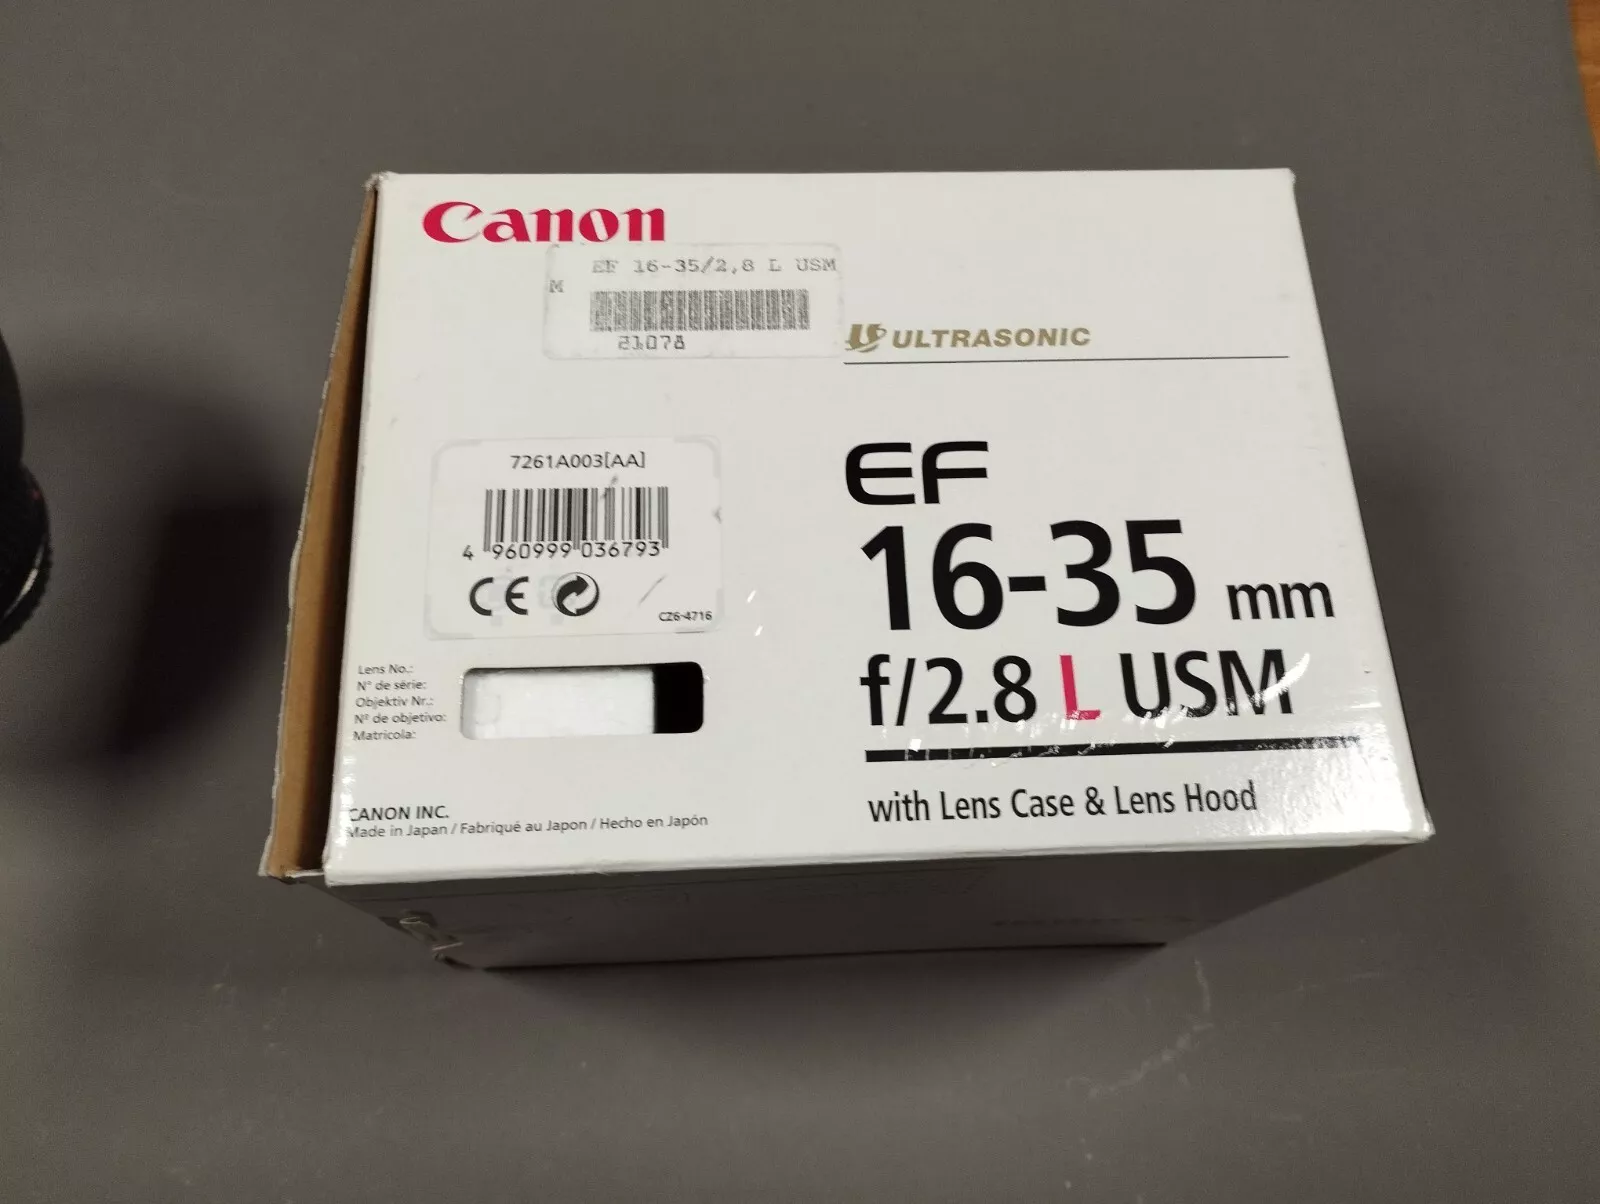 Canon
EF 16-35/2,8 L USM
M
21078
ULTRASONIC
7261A003[AA]
4 960999 036793
CE
CZ6-4716
EF
16-35 mm
f/2.8 L USM
with Lens Case & Lens Hood
Lens No.:
N° de série:
Objektiv Nr.:
Nº de objetivo:
Matricola:
CANON INC.
Made in Japan / Fabriqué au Japon / Hecho en Japón